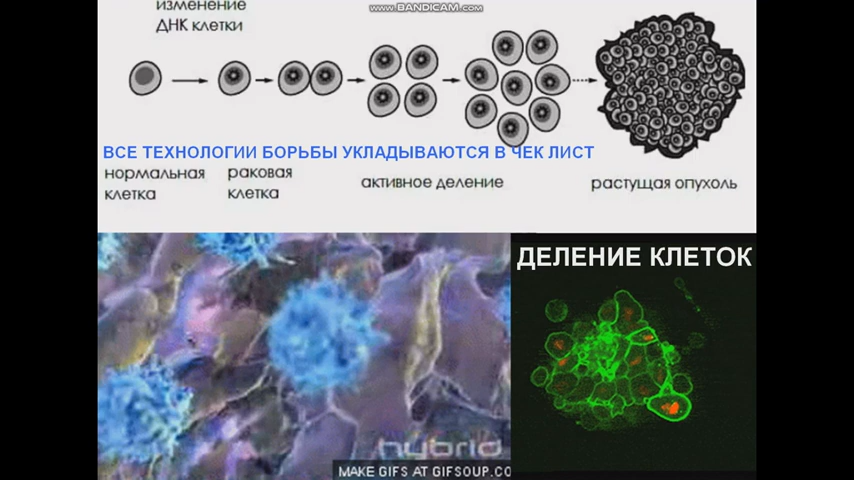 изменение
ДНК клетки
www.BANDICAM.com
ВСЕ ТЕХНОЛОГИИ БОРЬБЫ УКЛАДЫВАЮТСЯ В ЧЕК ЛИСТ
нормальная
клетка
раковая
клетка
активное деление
растущая опухоль
ДЕЛЕНИЕ КЛЕТОК
hybrid
MAKE GIFS AT GIFSOUP.CO